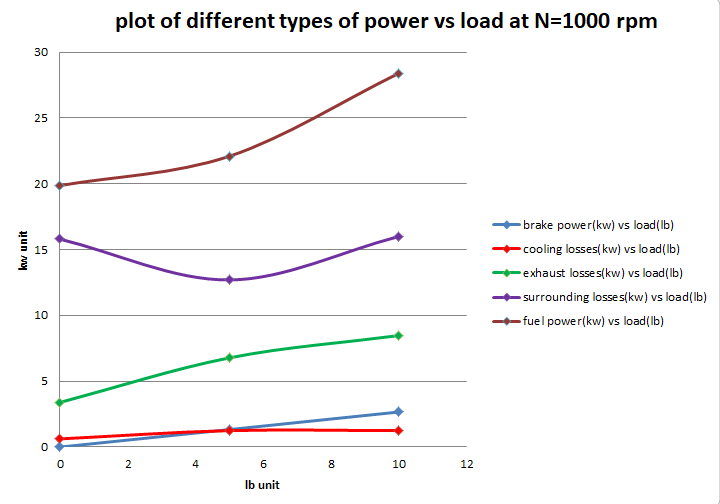 plot of different types of power vs load at N=1000 rpm
30
25
20
15
10
5
0
kw unit
0 2 4 6 8 10 12
lb unit
brake power(kw) vs load(lb)
cooling losses(kw) vs load(lb)
exhaust losses(kw) vs load(lb)
surrounding losses(kw) vs load(lb)
fuel power(kw) vs load(lb)